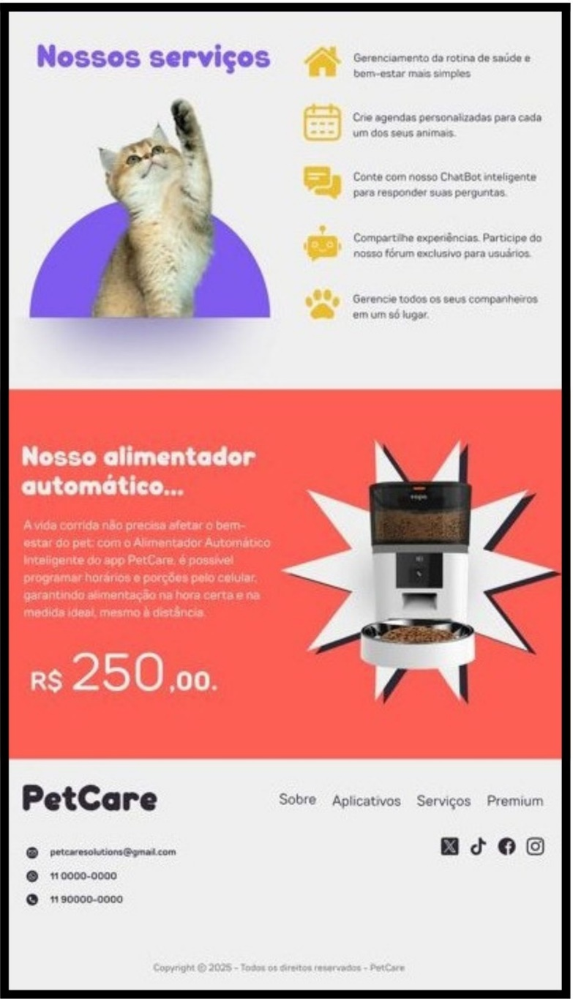 Nossos serviços
Gerenciamento da rotina de saúde e
bem-estar mais simples
Crie agendas personalizadas para cada
um dos seus animais.
Conte com nosso ChatBot inteligente
para responder suas perguntas.
Compartilhe experiências. Participe do
nosso fórum exclusivo para usuários.
Gerencie todos os seus companheiros
em um só lugar.
Nosso alimentador
automático...
A vida corrida não precisa afetar o bem-
estar do pet: com o Alimentador Automático
Inteligente do app PetCare, é possível
programar horários e porções pelo celular,
garantindo alimentação na hora certa e na
medida ideal, mesmo à distância.
R$ 250,00.
PetCare
Sobre Aplicativos Serviços Premium
petcaresolutions@gmail.com
11 0000-0000
11 90000-0000
Copyright © 2025 - Todos os direitos reservados - PetCare